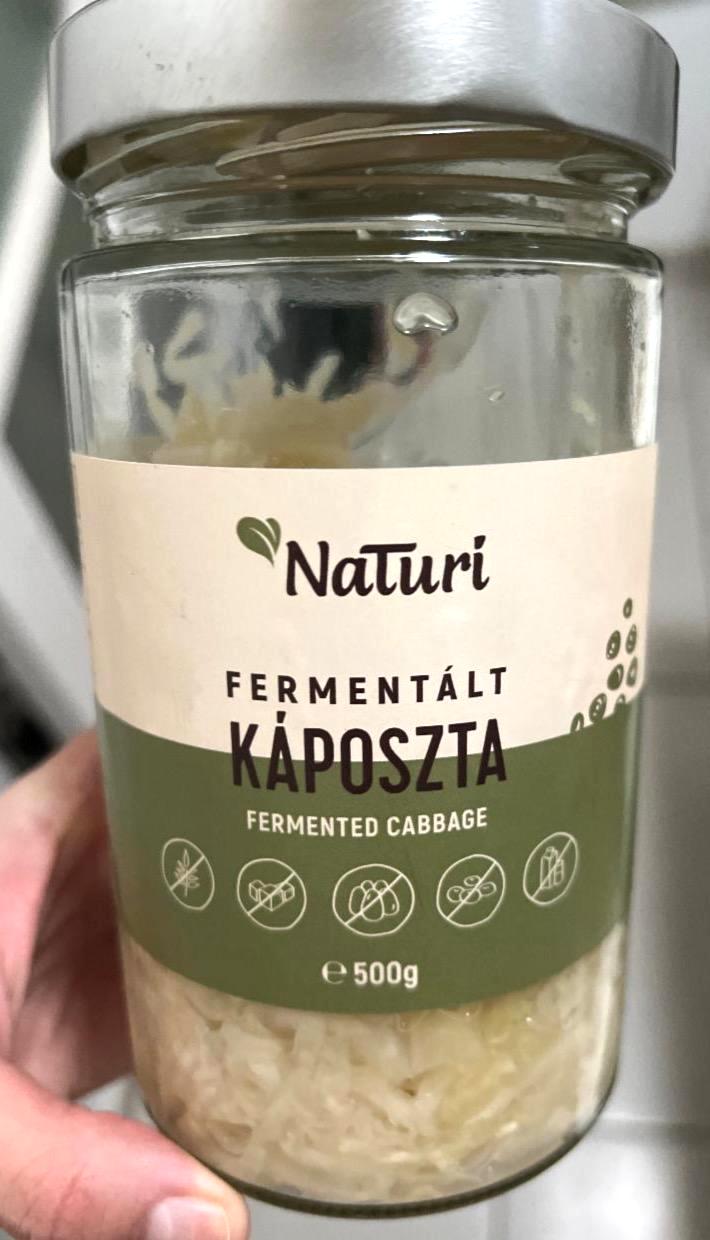 Naturi
FERMENTÁLT
KÁPOSZTA
FERMENTED CABBAGE
℮ 500g